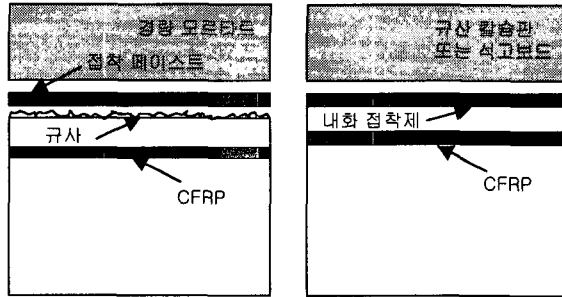 경량 모르타르
접착 페이스트
규사
CFRP
규산 칼슘판
또는 석고보드
내화 접착제
CFRP